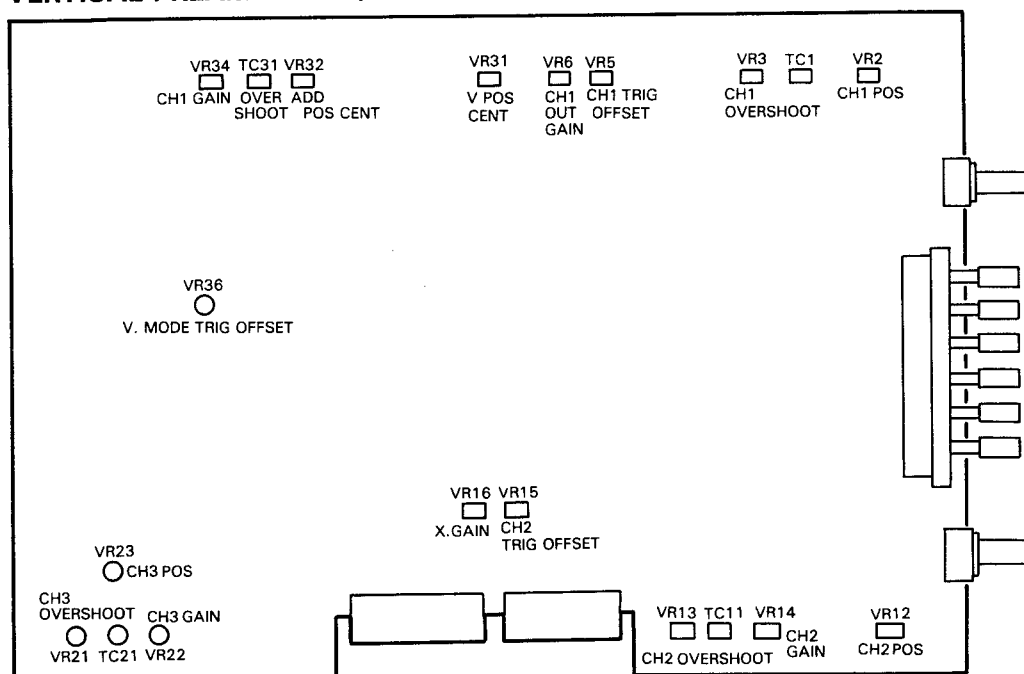 VR34 TC31 VR32
CH1 GAIN OVER ADD
SHOOT POS CENT
VR31
V POS
CENT
VR6 VR5
CH1 CH1 TRIG
OUT OFFSET
GAIN
VR3 TC1 VR2
CH1 CH1 POS
OVERSHOOT
VR36
V. MODE TRIG OFFSET
VR16 VR15
X.GAIN CH2
TRIG OFFSET
VR23
CH3 POS
CH3
OVERSHOOT CH3 GAIN
VR21 TC21 VR22
VR13 TC11 VR14
CH2 OVERSHOOT CH2
GAIN
VR12
CH2 POS